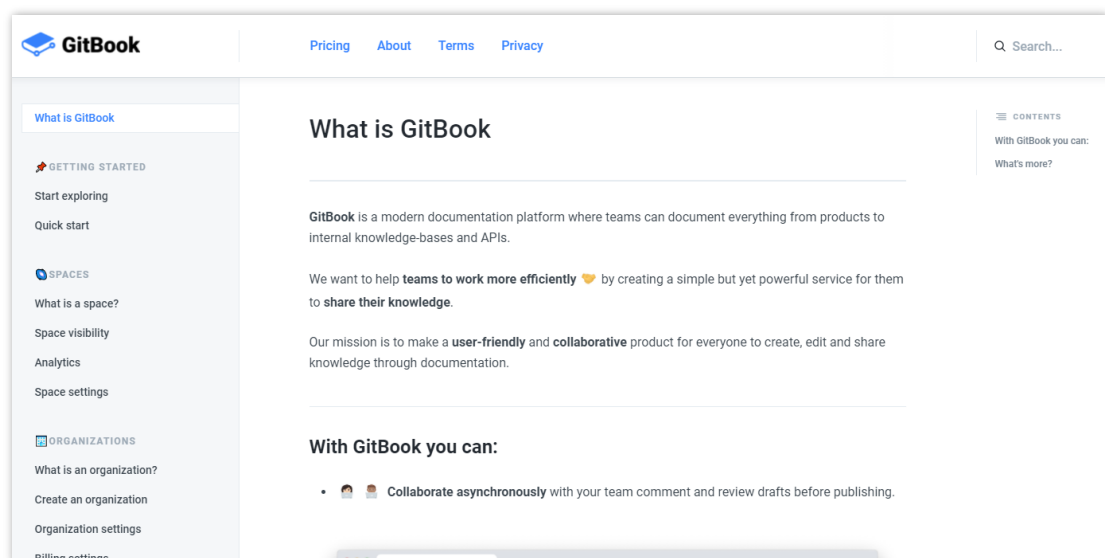 GitBook
Pricing About Terms Privacy
Search...
What is GitBook
GETTING STARTED
Start exploring
Quick start
SPACES
What is a space?
Space visibility
Analytics
Space settings
ORGANIZATIONS
What is an organization?
Create an organization
Organization settings
Billing settings
What is GitBook
GitBook is a modern documentation platform where teams can document everything from products to
internal knowledge-bases and APIs.
We want to help teams to work more efficiently 🤝 by creating a simple but yet powerful service for them
to share their knowledge.
Our mission is to make a user-friendly and collaborative product for everyone to create, edit and share
knowledge through documentation.
With GitBook you can:
• Collaborate asynchronously with your team comment and review drafts before publishing.
CONTENTS
With GitBook you can:
What's more?